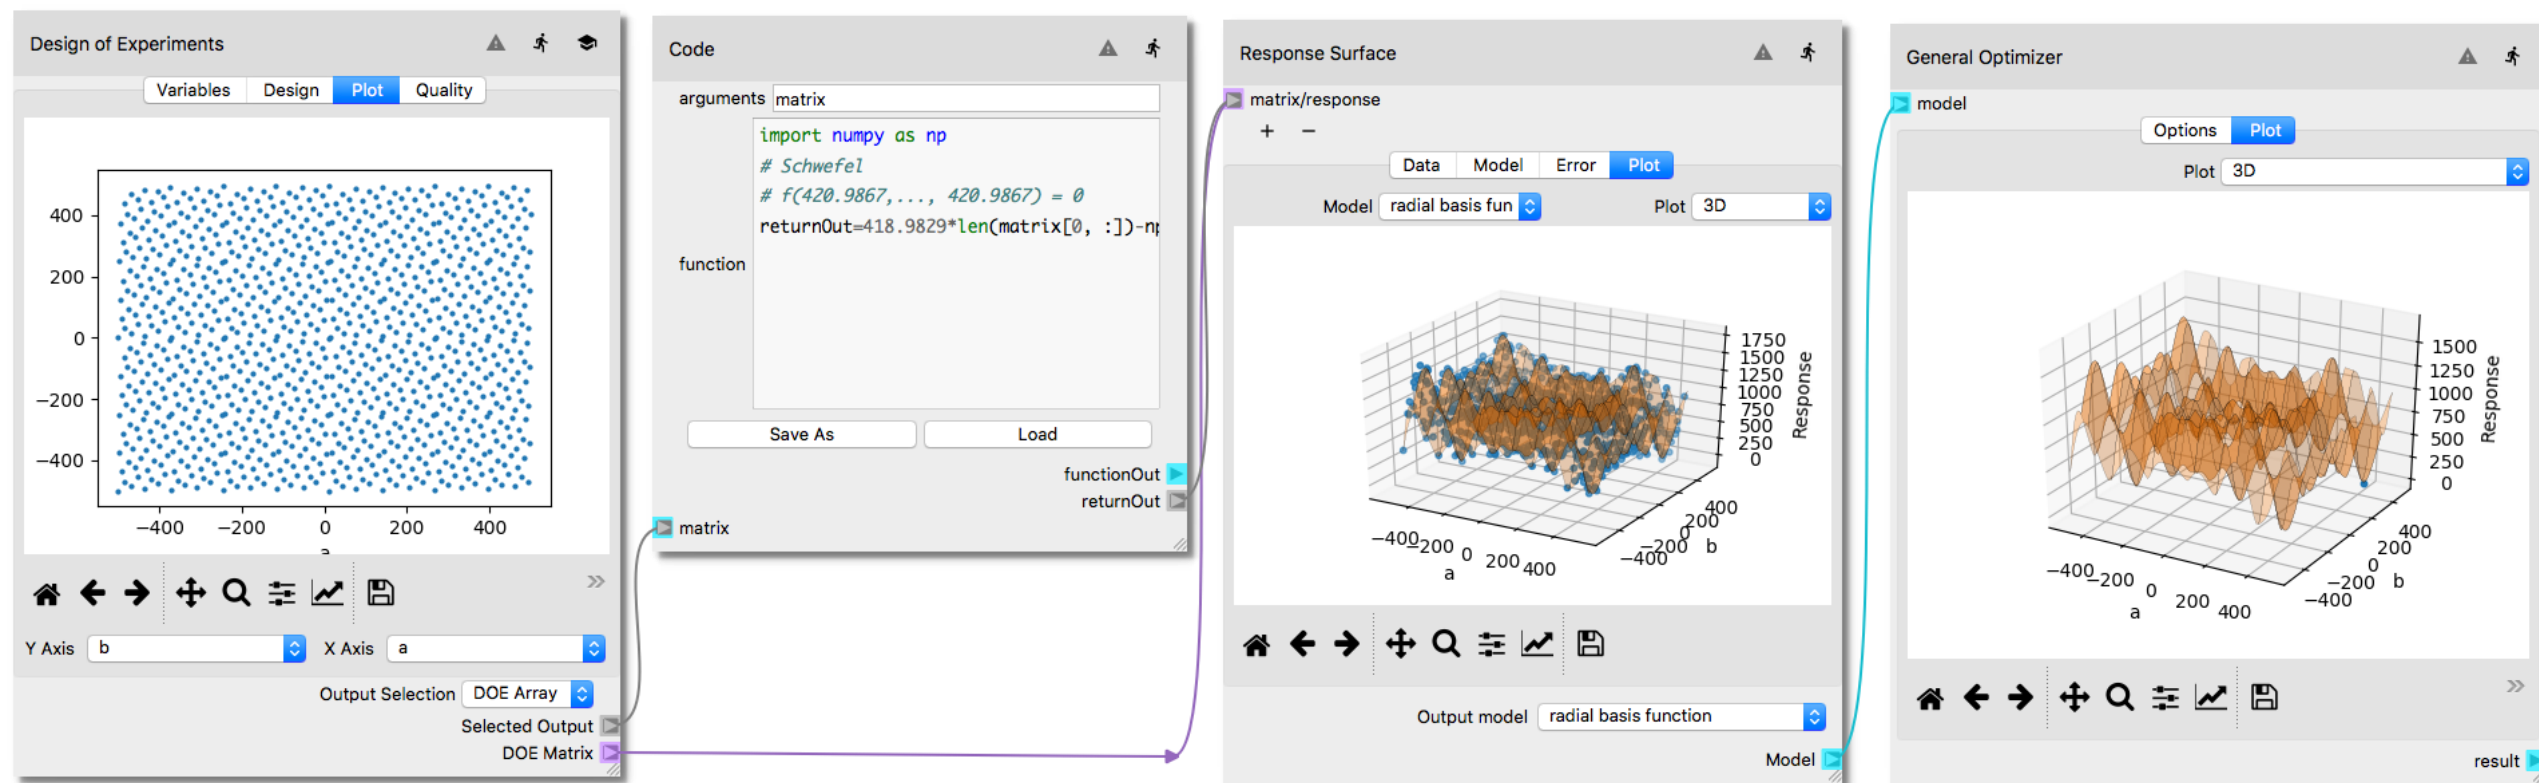 Design of Experiments
Variables Design Plot Quality
400
200
0
−200
−400
−400 −200 0 200 400
a
Y Axis b X Axis a
Output Selection DOE Array
Selected Output
DOE Matrix
Code
arguments matrix
function
import numpy as np
# Schwefel
# f(420.9867,..., 420.9867) = 0
returnOut=418.9829*len(matrix[0, :])-np
Save As Load
functionOut
returnOut
matrix
Response Surface
matrix/response
+ −
Data Model Error Plot
Model radial basis fun Plot 3D
1750
1500
1250
1000
750
500
250
0
Response
−400 −200 0 200 400
a
−400 −200 0 200 400
b
Output model radial basis function
Model
General Optimizer
model
Options Plot
Plot 3D
1500
1250
1000
750
500
250
0
Response
−400 −200 0 200 400
a
−400 −200 0 200 400
b
result